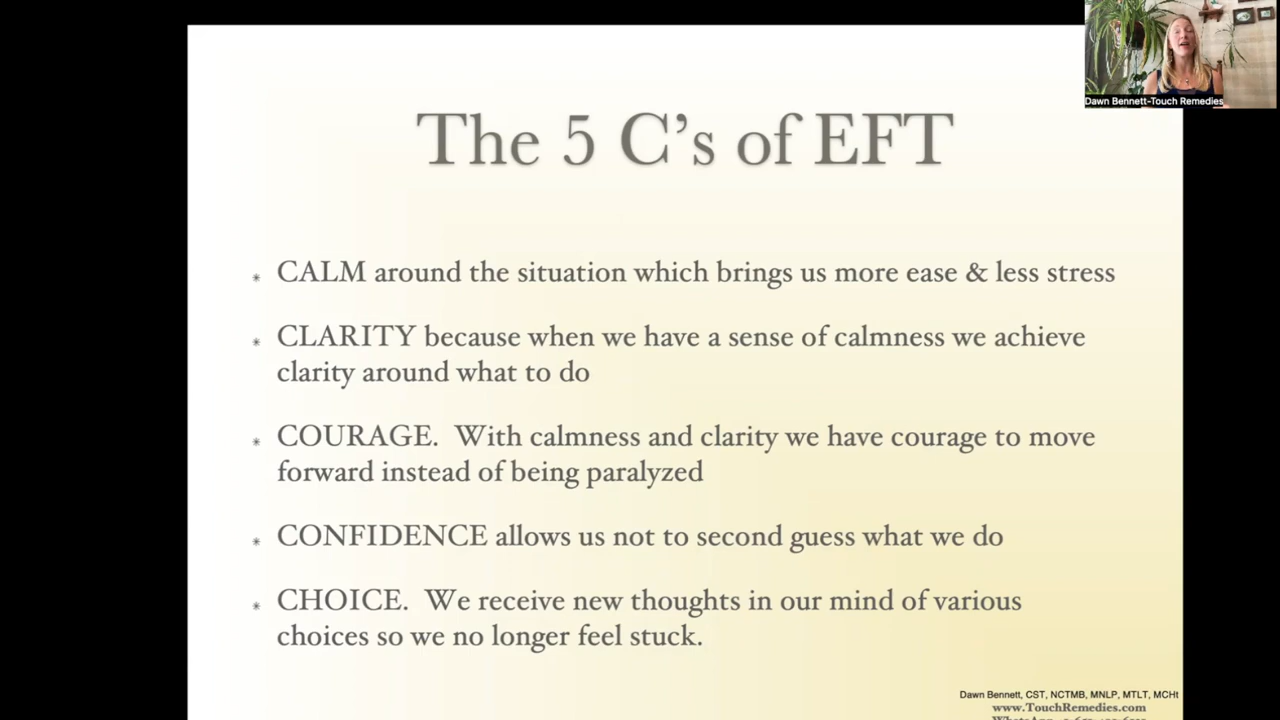 Dawn Bennett-Touch Remedies
The 5 C's of EFT
* CALM around the situation which brings us more ease & less stress
* CLARITY because when we have a sense of calmness we achieve
clarity around what to do
* COURAGE.  With calmness and clarity we have courage to move
forward instead of being paralyzed
* CONFIDENCE allows us not to second guess what we do
* CHOICE.  We receive new thoughts in our mind of various
choices so we no longer feel stuck.
Dawn Bennett, CST, NCTMB, MNLP, MTLT, MCHt
www.TouchRemedies.com